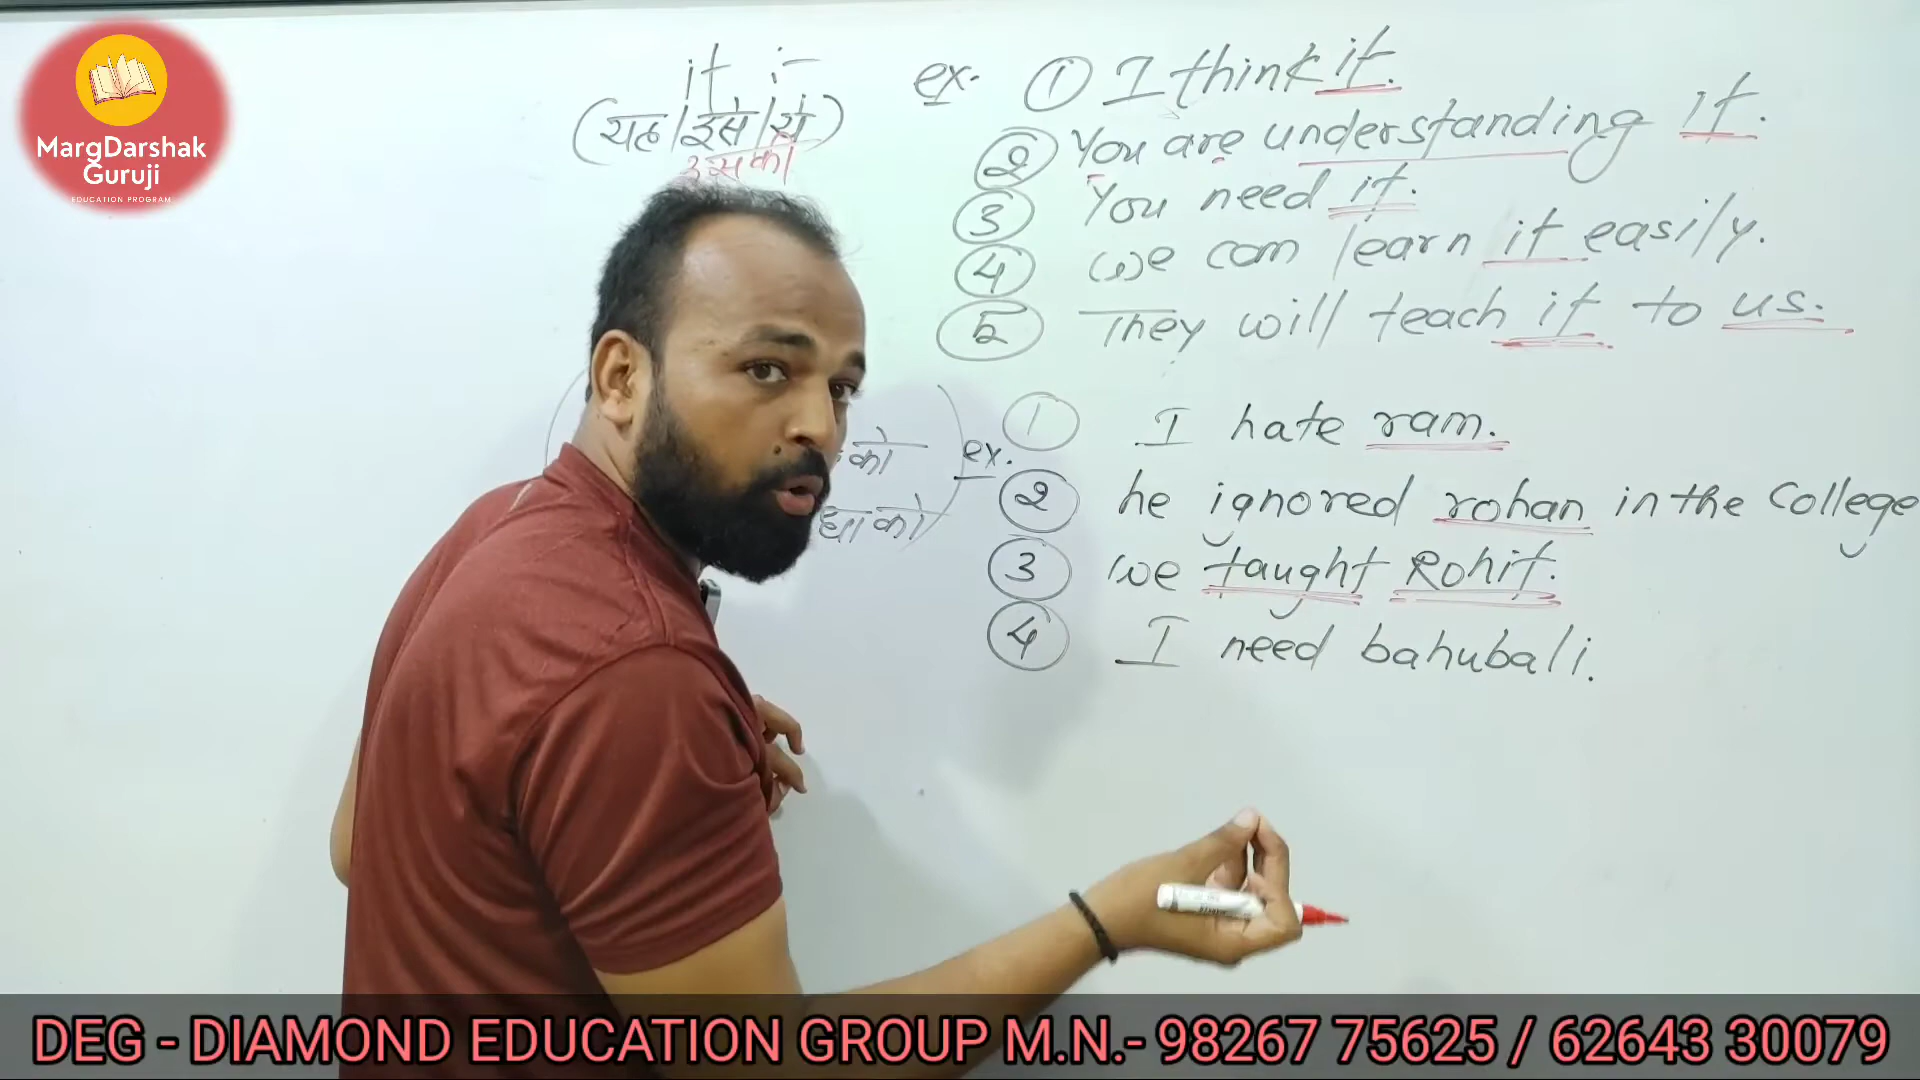 MargDarshak
Guruji
EDUCATION PROGRAM
it
(यह/इसे/ये)
उसका
ex. ① I think it.
② You are understanding it.
③ You need it.
④ we can learn it easily.
5 They will teach it to us.
को
को)
ex. ① I hate ram.
② he ignored rohan in the College
③ we taught Rohit.
④ I need bahubali.
DEG - DIAMOND EDUCATION GROUP M.N.- 98267 75625 / 62643 30079